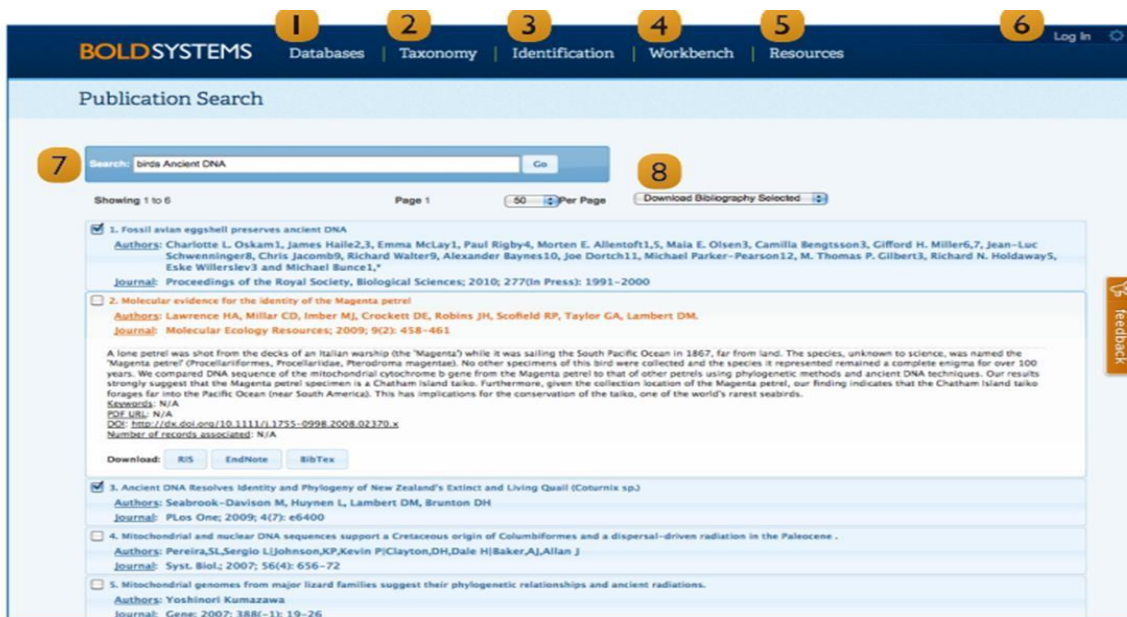 1 2 3 4 5 6
BOLDSYSTEMS Databases | Taxonomy | Identification | Workbench | Resources Log In
Publication Search
7 Search: birds Ancient DNA Go
8
Showing 1 to 6 Page 1 50 Per Page Download Bibliography Selected
1. Fossil avian eggshell preserves ancient DNA
Authors: Charlotte L. Oskam1, James Haile2,3, Emma McLay1, Paul Rigby4, Morten E. Allentoft1,5, Maia E. Olsen3, Camilla Bengtsson3, Gifford H. Miller6,7, Jean-Luc
Schwenninger8, Chris Jacomb9, Richard Walter9, Alexander Baynes10, Joe Dortch11, Michael Parker-Pearson12, M. Thomas P. Gilbert3, Richard N. Holdaway5,
Eske Willerslev3 and Michael Bunce1,*
Journal: Proceedings of the Royal Society, Biological Sciences; 2010; 277(In Press): 1991-2000
2. Molecular evidence for the identity of the Magenta petrel
Authors: Lawrence HA, Millar CD, Imber MJ, Crockett DE, Robins JH, Scofield RP, Taylor GA, Lambert DM.
Journal: Molecular Ecology Resources; 2009; 9(2): 458-461
A lone petrel was shot from the decks of an Italian warship (the 'Magenta') while it was sailing the South Pacific Ocean in 1867, far from land. The species, unknown to science, was named the
'Magenta petrel' (Procellariiformes, Procellariidae, Pterodroma magentae). No other specimens of this bird were collected and the species it represented remained a complete enigma for over 100
years. We compared DNA sequence of the mitochondrial cytochrome b gene from the Magenta petrel to that of other petrels using phylogenetic methods and ancient DNA techniques. Our results
strongly suggest that the Magenta petrel specimen is a Chatham Island taiko. Furthermore, given the collection location of the Magenta petrel, our finding indicates that the Chatham Island taiko
forages far into the Pacific Ocean (near South America). This has implications for the conservation of the taiko, one of the world's rarest seabirds.
Keywords: N/A
PDF URL: N/A
DOI: http://dx.doi.org/10.1111/j.1755-0998.2008.02370.x
Number of records associated: N/A
Download: RIS EndNote BibTex
feedback
3. Ancient DNA Resolves Identity and Phylogeny of New Zealand's Extinct and Living Quail (Coturnix sp.)
Authors: Seabrook-Davison M, Huynen L, Lambert DM, Brunton DH
Journal: PLos One; 2009; 4(7): e6400
4. Mitochondrial and nuclear DNA sequences support a Cretaceous origin of Columbiformes and a dispersal-driven radiation in the Paleocene .
Authors: Pereira,SL,Sergio L|Johnson,KP,Kevin P|Clayton,DH,Dale H|Baker,AJ,Allan J
Journal: Syst. Biol.; 2007; 56(4): 656-72
5. Mitochondrial genomes from major lizard families suggest their phylogenetic relationships and ancient radiations.
Authors: Yoshinori Kumazawa
Journal: Gene; 2007; 388(-1): 19-26